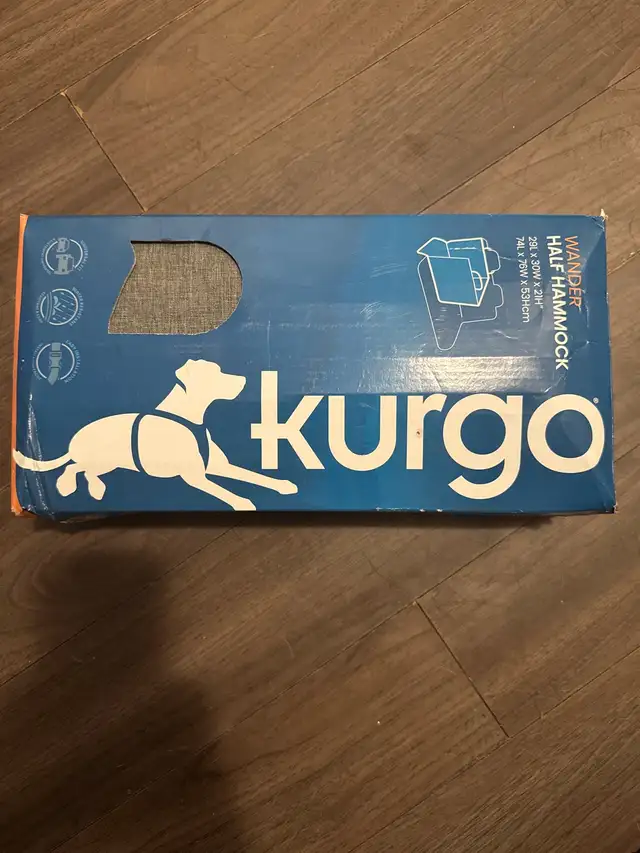 WANDER
HALF HAMMOCK
29L x 30W x 21H"
74L x 76W x 53Hcm
kurgo®